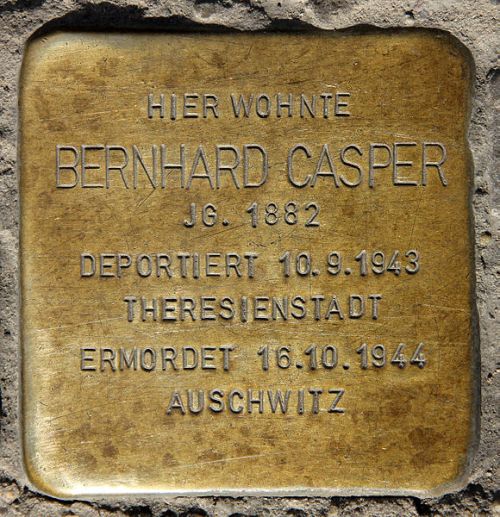 HIER WOHNTE
BERNHARD CASPER
JG. 1882
DEPORTIERT 10.9.1943
THERESIENSTADT
ERMORDET 16.10.1944
AUSCHWITZ